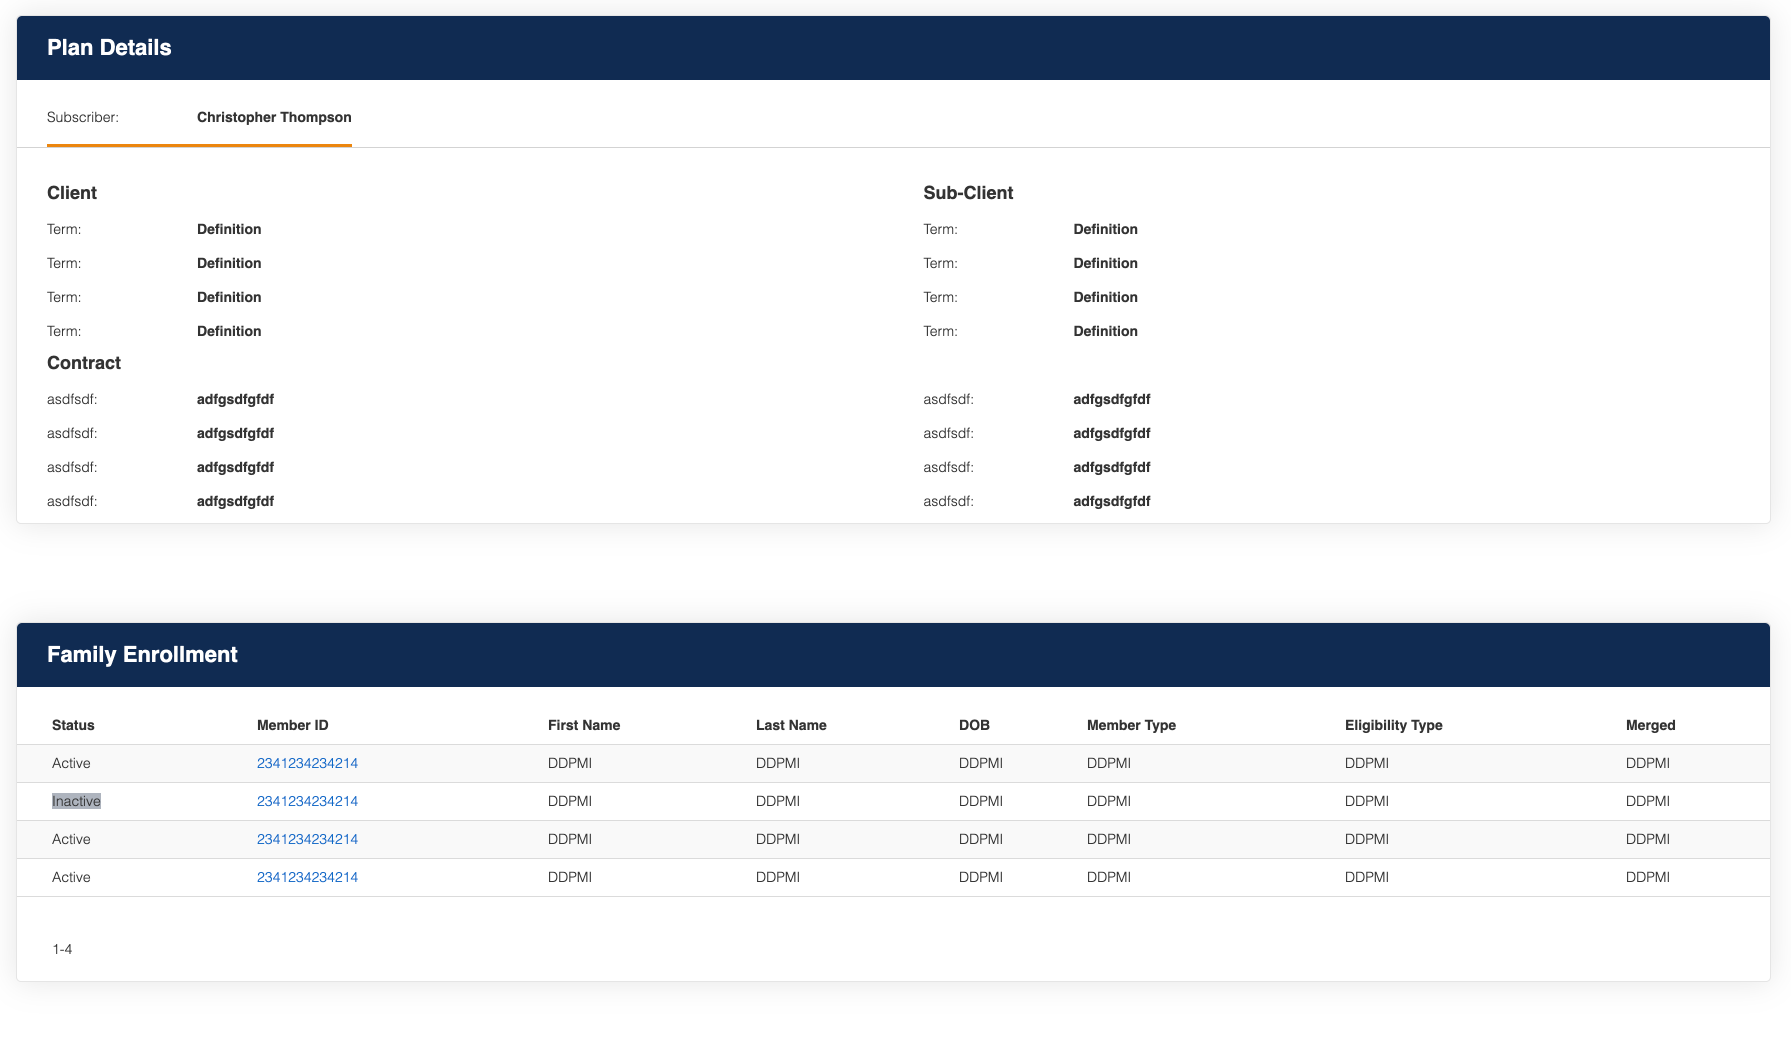 Plan Details
Subscriber: Christopher Thompson
Client Sub-Client
Term: Definition Term: Definition
Term: Definition Term: Definition
Term: Definition Term: Definition
Term: Definition Term: Definition
Contract
asdfsdf: adfgsdfgfdf asdfsdf: adfgsdfgfdf
asdfsdf: adfgsdfgfdf asdfsdf: adfgsdfgfdf
asdfsdf: adfgsdfgfdf asdfsdf: adfgsdfgfdf
asdfsdf: adfgsdfgfdf asdfsdf: adfgsdfgfdf
Family Enrollment
Status Member ID First Name Last Name DOB Member Type Eligibility Type Merged
Active 2341234234214 DDPMI DDPMI DDPMI DDPMI DDPMI DDPMI
Inactive 2341234234214 DDPMI DDPMI DDPMI DDPMI DDPMI DDPMI
Active 2341234234214 DDPMI DDPMI DDPMI DDPMI DDPMI DDPMI
Active 2341234234214 DDPMI DDPMI DDPMI DDPMI DDPMI DDPMI
1-4